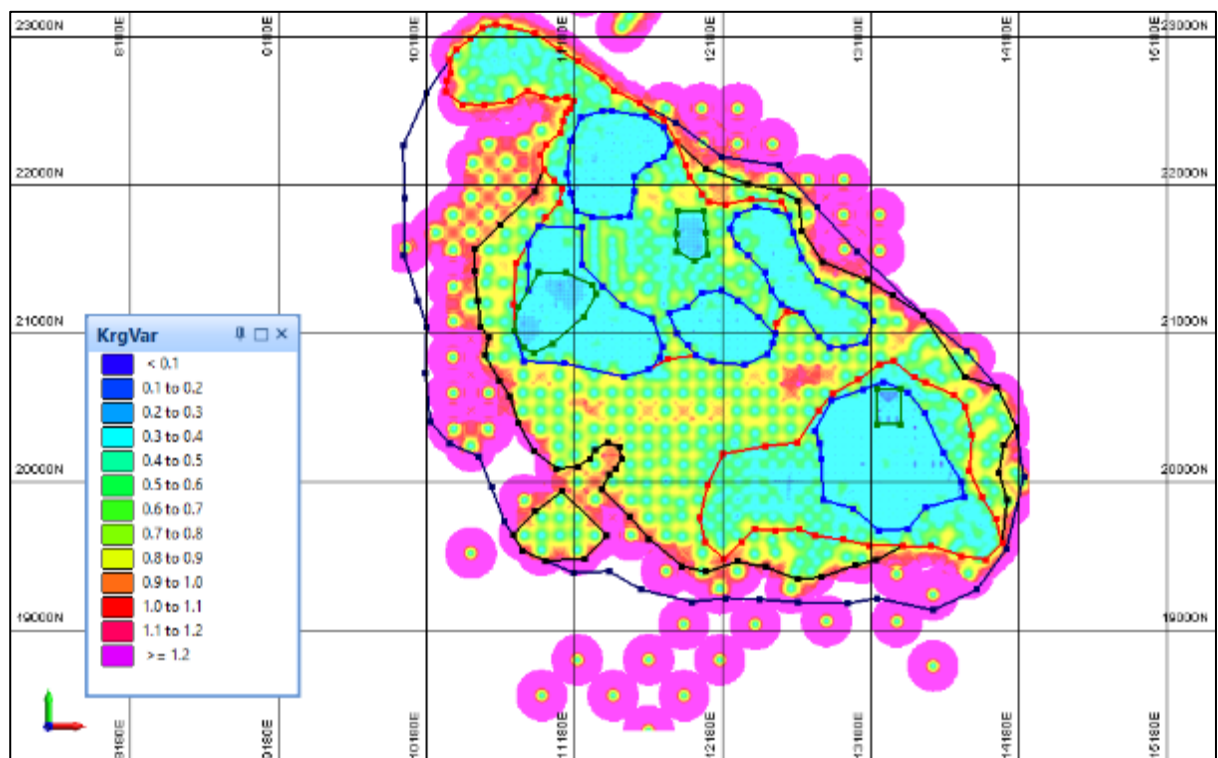 23000N
8180E
9180E
10180E
11180E
12180E
13180E
14180E
15180E
23000N
22000N
22000N
21000N
21000N
KrgVar
< 0.1
0.1 to 0.2
0.2 to 0.3
0.3 to 0.4
0.4 to 0.5
0.5 to 0.6
0.6 to 0.7
0.7 to 0.8
0.8 to 0.9
0.9 to 1.0
1.0 to 1.1
1.1 to 1.2
>= 1.2
20000N
20000N
19000N
19000N
8180E
9180E
10180E
11180E
12180E
13180E
14180E
15180E